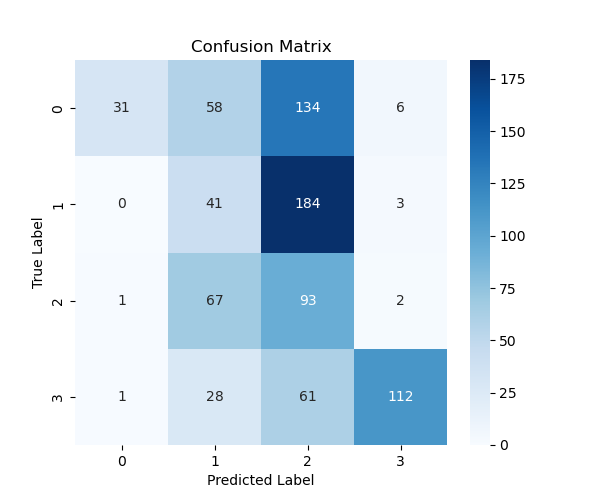 Confusion Matrix
True Label
0 31 58 134 6
1 0 41 184 3
2 1 67 93 2
3 1 28 61 112
0 1 2 3
Predicted Label
175
150
125
100
75
50
25
0